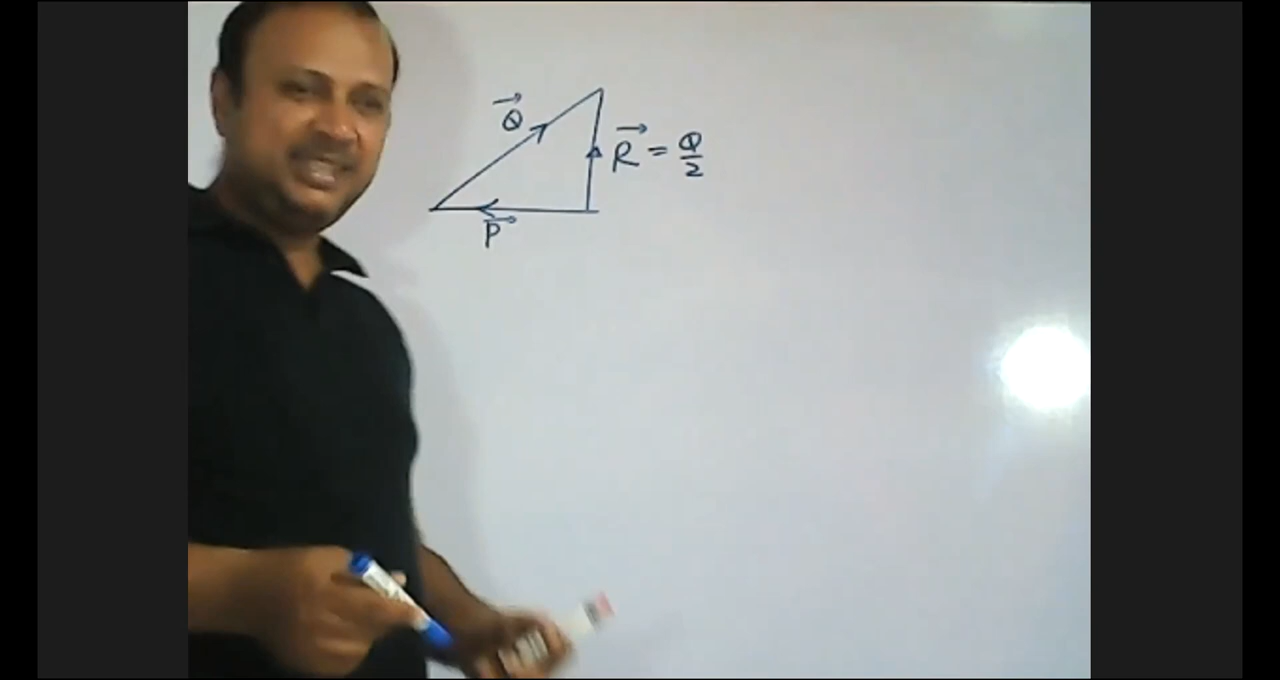 Q⃗
R⃗ = Q/2
P⃗